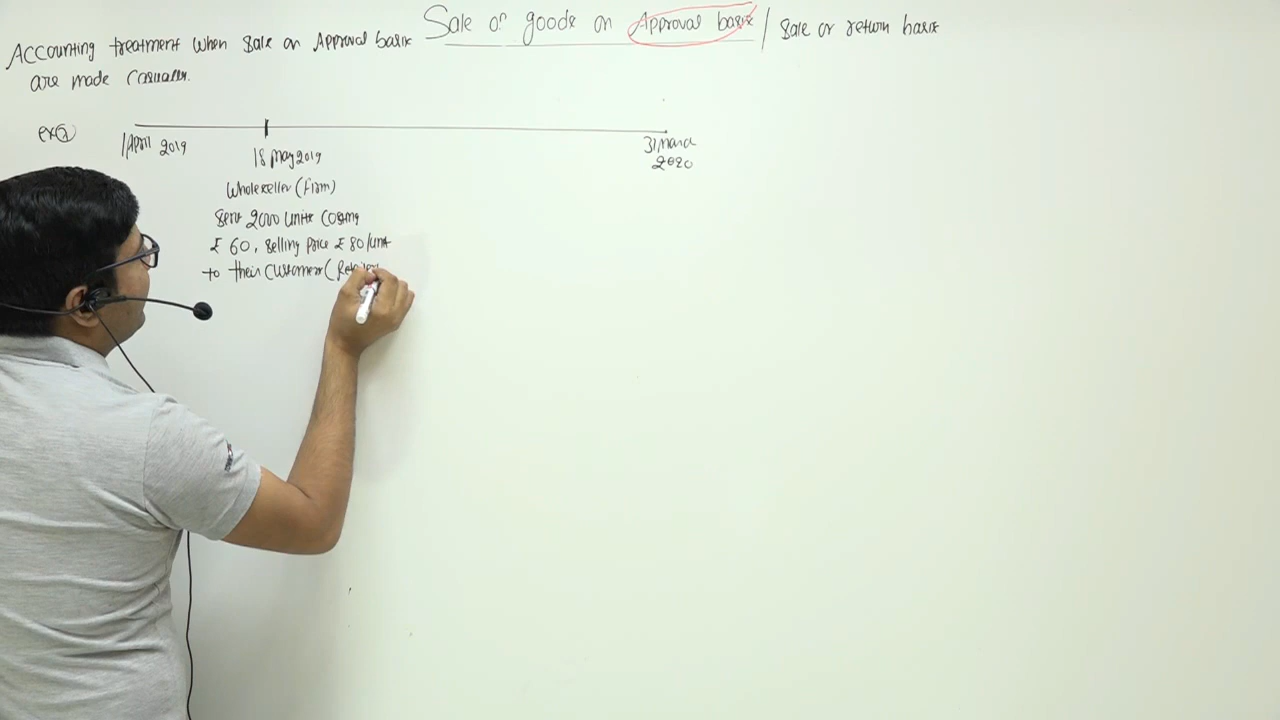 Sale of goods on Approval basis / Sale or return basis
Accounting treatment when sale on Approval basis
are made casually.
ex ②
1 April 2019
18 May 2019
31 March
2020
Wholeseller (Firm)
Sent 2000 units costing
₹ 60, selling price ₹ 80/unit
to their customers (Retailer